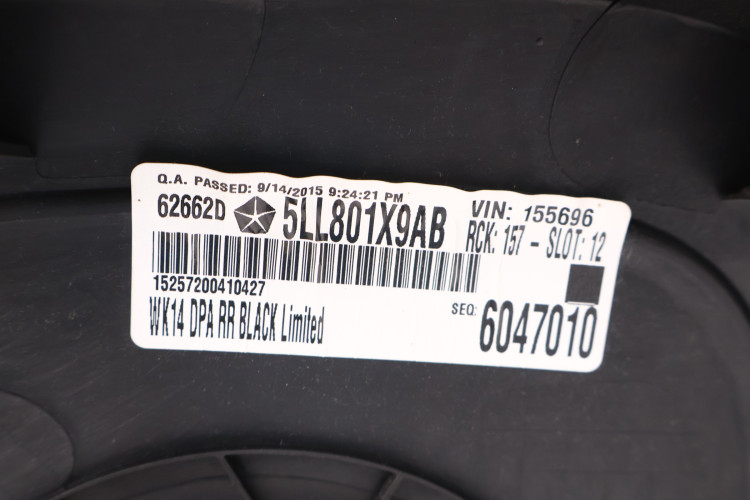 Q.A. PASSED: 9/14/2015 9:24:21 PM
62662D 5LL801X9AB
VIN: 155696
RCK: 157 - SLOT: 12
15257200410427
WK14 DPA RR BLACK Limited
SEQ: 6047010